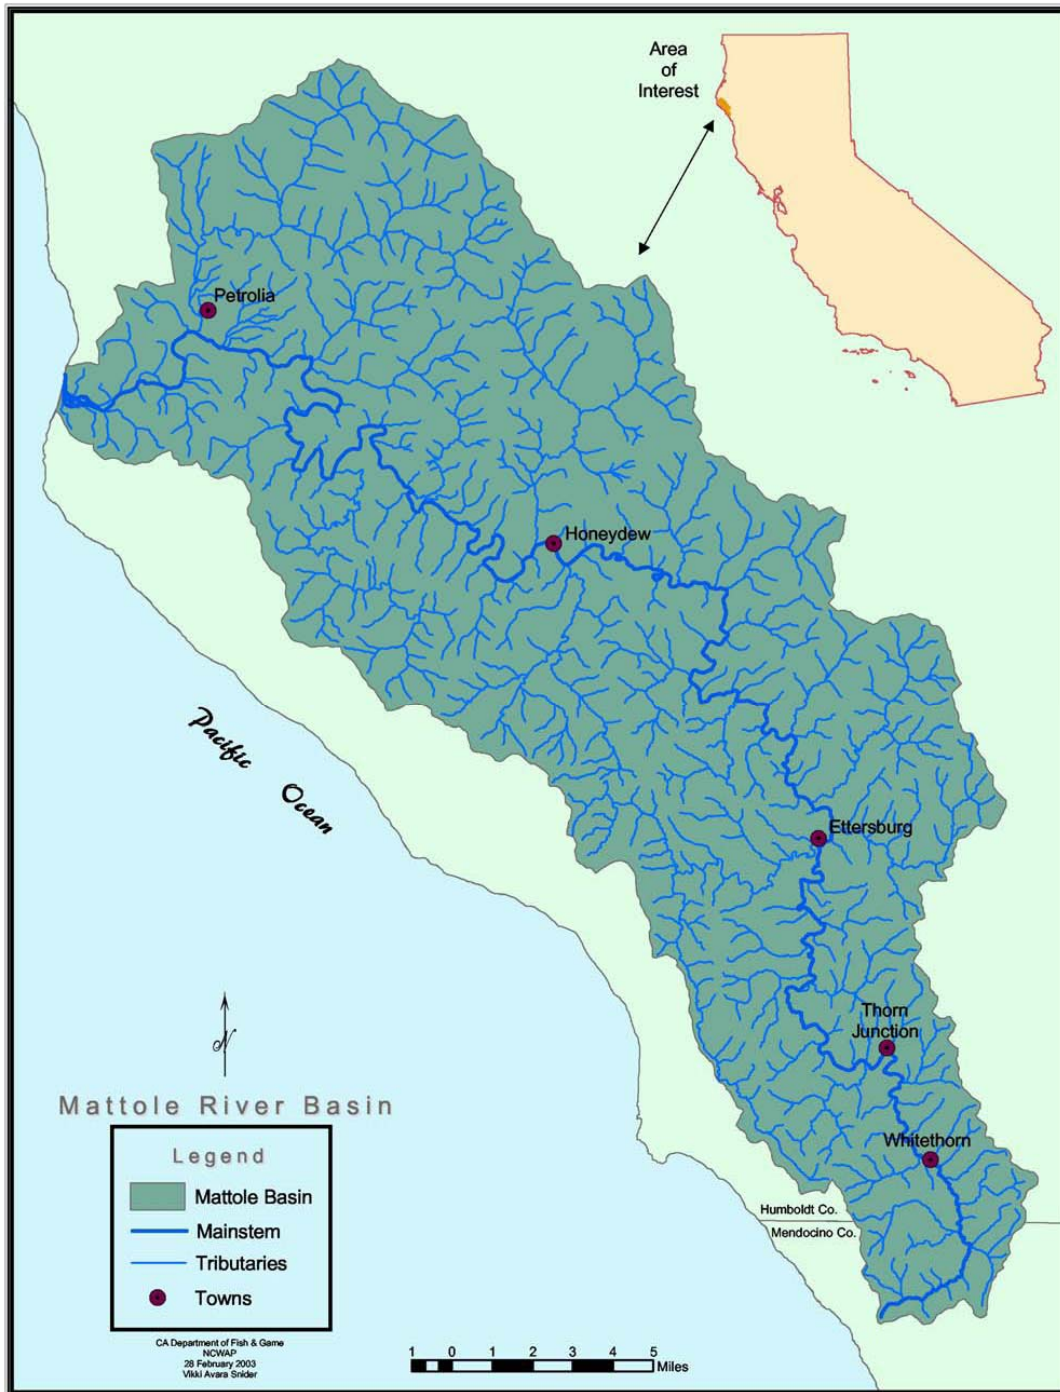 Area
of
Interest
Petrolia
Honeydew
Pacific Ocean
Ettersburg
Thorn
Junction
N
Mattole River Basin
Whitethorn
Legend
Mattole Basin
Mainstem
Tributaries
Towns
Humboldt Co.
Mendocino Co.
CA Department of Fish & Game
NCWAP
28 February 2003
Vikki Avara Snider
1 0 1 2 3 4 5
Miles